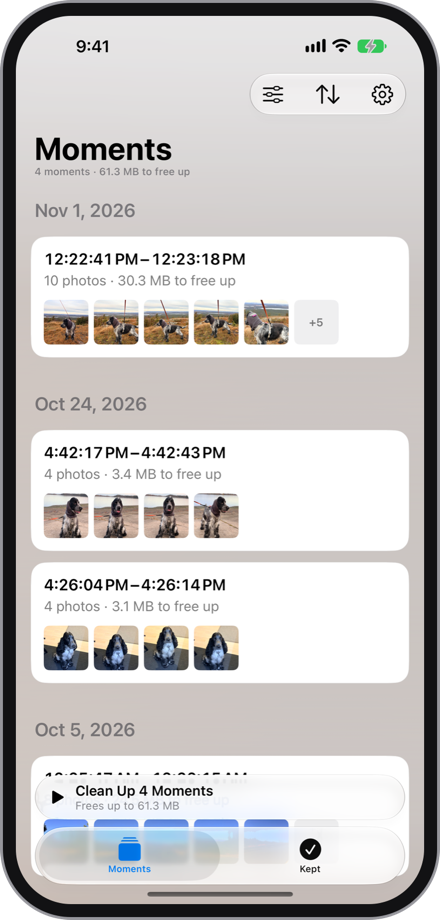 9:41
Moments
4 moments · 61.3 MB to free up
Nov 1, 2026
12:22:41 PM – 12:23:18 PM
10 photos · 30.3 MB to free up
+5
Oct 24, 2026
4:42:17 PM – 4:42:43 PM
4 photos · 3.4 MB to free up
4:26:04 PM – 4:26:14 PM
4 photos · 3.1 MB to free up
Oct 5, 2026
Clean Up 4 Moments
Frees up to 61.3 MB
Moments
Kept